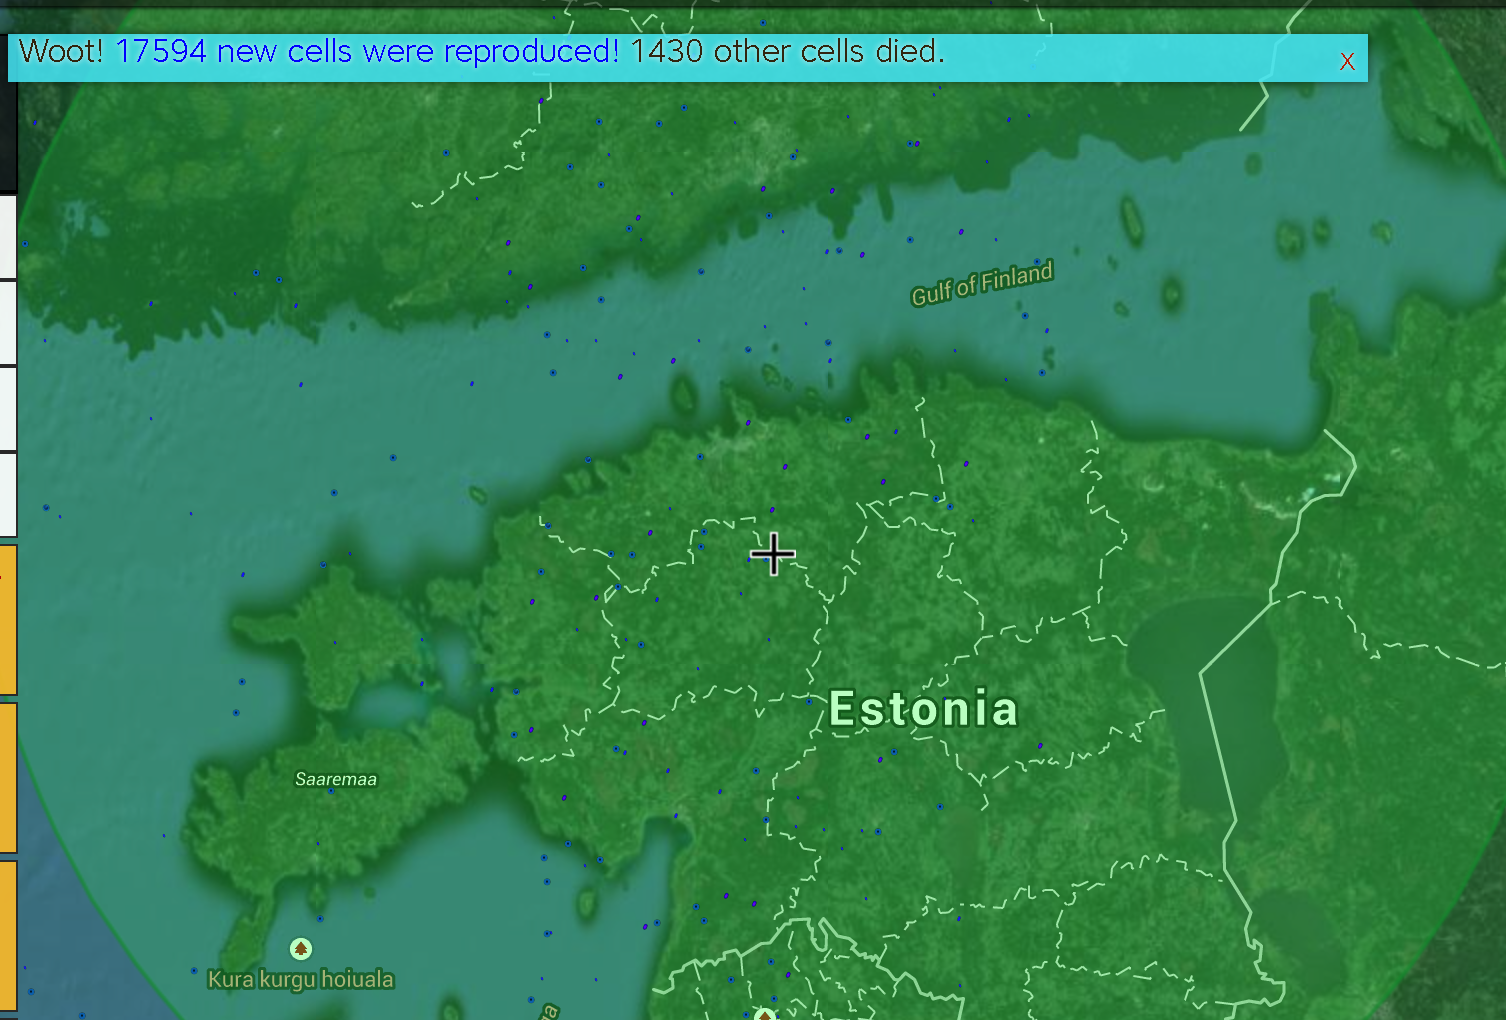 Woot! 17594 new cells were reproduced! 1430 other cells died.
X
Gulf of Finland
Estonia
Saaremaa
Kura kurgu hoiuala